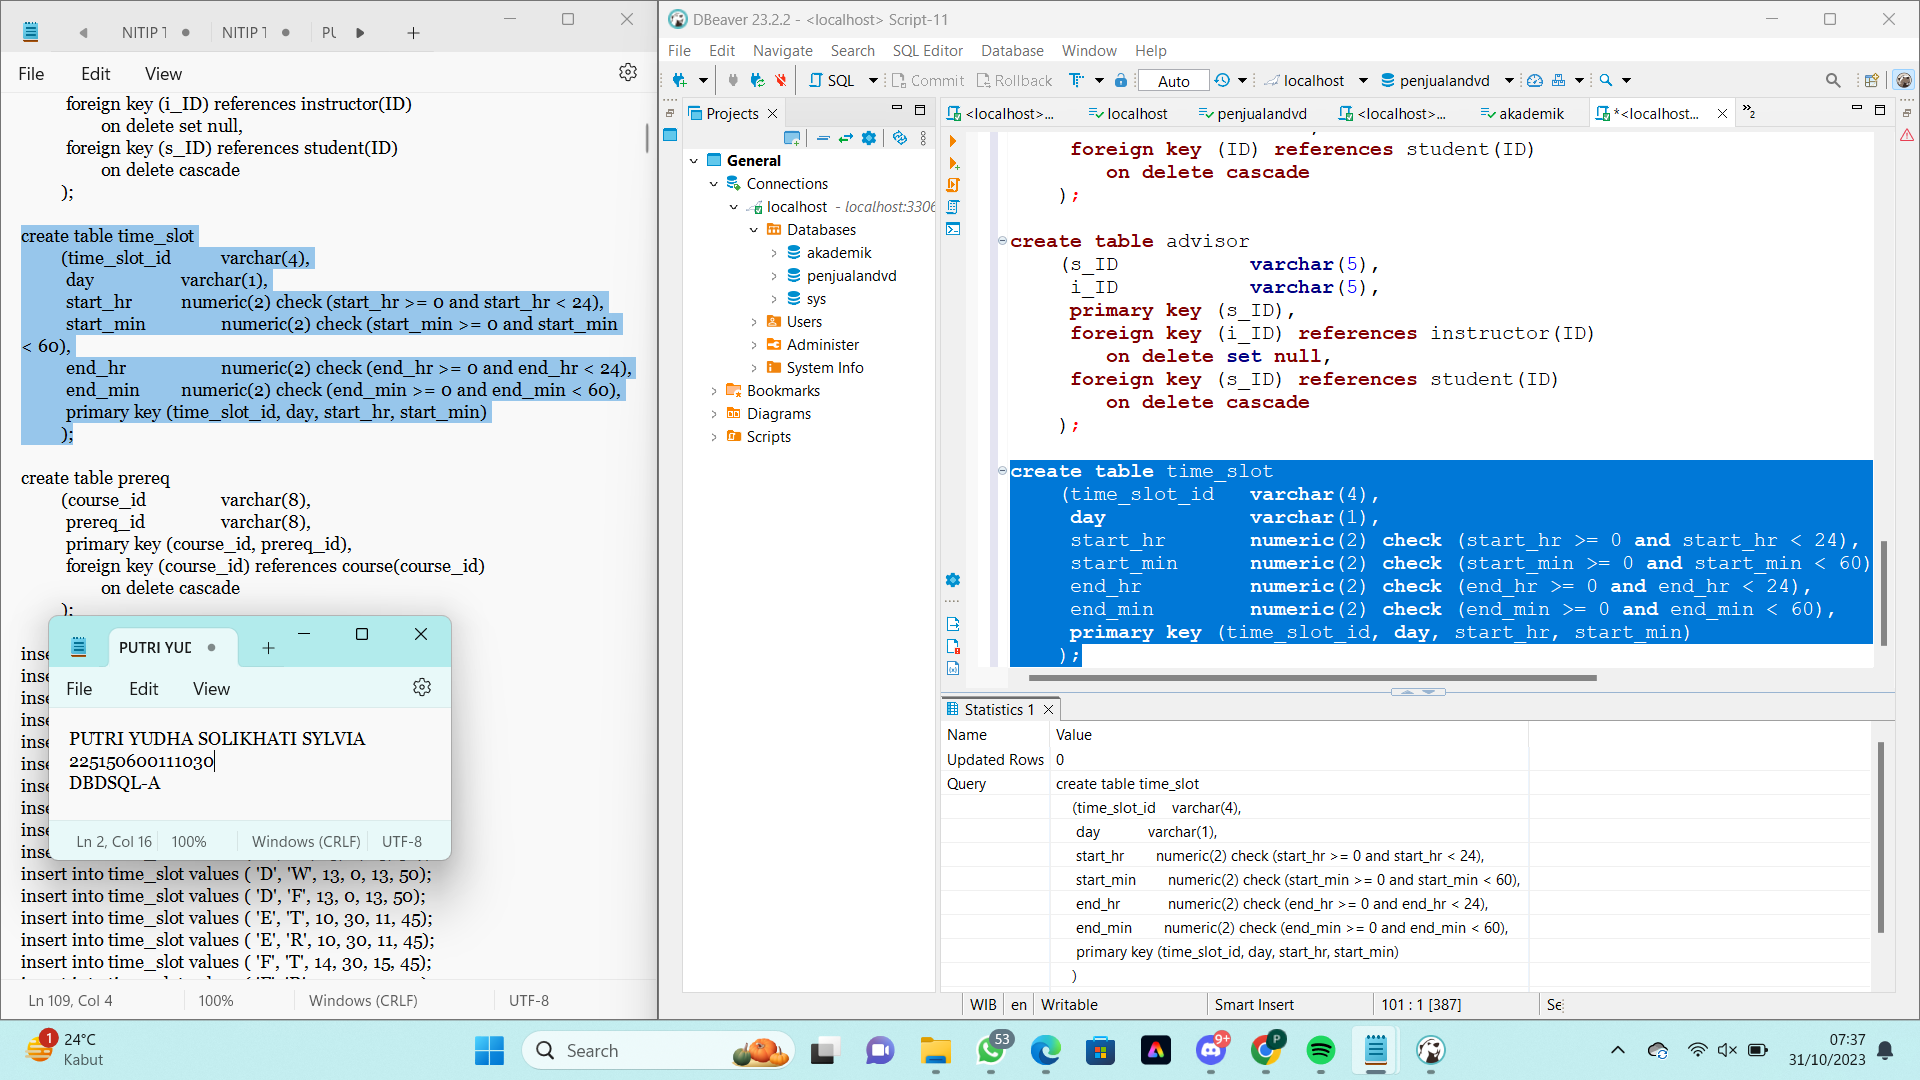 NITIP T
NITIP T
PU
File
Edit
View
foreign key (i_ID) references instructor(ID)
on delete set null,
foreign key (s_ID) references student(ID)
on delete cascade
);
create table time_slot
(time_slot_id varchar(4),
day varchar(1),
start_hr numeric(2) check (start_hr >= 0 and start_hr < 24),
start_min numeric(2) check (start_min >= 0 and start_min
< 60),
end_hr numeric(2) check (end_hr >= 0 and end_hr < 24),
end_min numeric(2) check (end_min >= 0 and end_min < 60),
primary key (time_slot_id, day, start_hr, start_min)
);
create table prereq
(course_id varchar(8),
prereq_id varchar(8),
primary key (course_id, prereq_id),
foreign key (course_id) references course(course_id)
on delete cascade
);
PUTRI YUD
File
Edit
View
PUTRI YUDHA SOLIKHATI SYLVIA
225150600111030
DBDSQL-A
Ln 2, Col 16
100%
Windows (CRLF)
UTF-8
insert into time_slot values ( 'D', 'W', 13, 0, 13, 50);
insert into time_slot values ( 'D', 'F', 13, 0, 13, 50);
insert into time_slot values ( 'E', 'T', 10, 30, 11, 45);
insert into time_slot values ( 'E', 'R', 10, 30, 11, 45);
insert into time_slot values ( 'F', 'T', 14, 30, 15, 45);
Ln 109, Col 4
100%
Windows (CRLF)
UTF-8
DBeaver 23.2.2 - <localhost> Script-11
File Edit Navigate Search SQL Editor Database Window Help
SQL Commit Rollback Auto localhost penjualandvd
Projects
General
Connections
localhost - localhost:3306
Databases
akademik
penjualandvd
sys
Users
Administer
System Info
Bookmarks
Diagrams
Scripts
<localhost>... localhost penjualandvd <localhost>... akademik *<localhost... »2
foreign key (ID) references student(ID)
on delete cascade
);
create table advisor
(s_ID varchar(5),
i_ID varchar(5),
primary key (s_ID),
foreign key (i_ID) references instructor(ID)
on delete set null,
foreign key (s_ID) references student(ID)
on delete cascade
);
create table time_slot
(time_slot_id varchar(4),
day varchar(1),
start_hr numeric(2) check (start_hr >= 0 and start_hr < 24),
start_min numeric(2) check (start_min >= 0 and start_min < 60)
end_hr numeric(2) check (end_hr >= 0 and end_hr < 24),
end_min numeric(2) check (end_min >= 0 and end_min < 60),
primary key (time_slot_id, day, start_hr, start_min)
);
Statistics 1
Name Value
Updated Rows 0
Query create table time_slot
(time_slot_id varchar(4),
day varchar(1),
start_hr numeric(2) check (start_hr >= 0 and start_hr < 24),
start_min numeric(2) check (start_min >= 0 and start_min < 60),
end_hr numeric(2) check (end_hr >= 0 and end_hr < 24),
end_min numeric(2) check (end_min >= 0 and end_min < 60),
primary key (time_slot_id, day, start_hr, start_min)
)
WIB en Writable Smart Insert 101 : 1 [387] Se
1
24°C
Kabut
Search
53
9+
P
07:37
31/10/2023